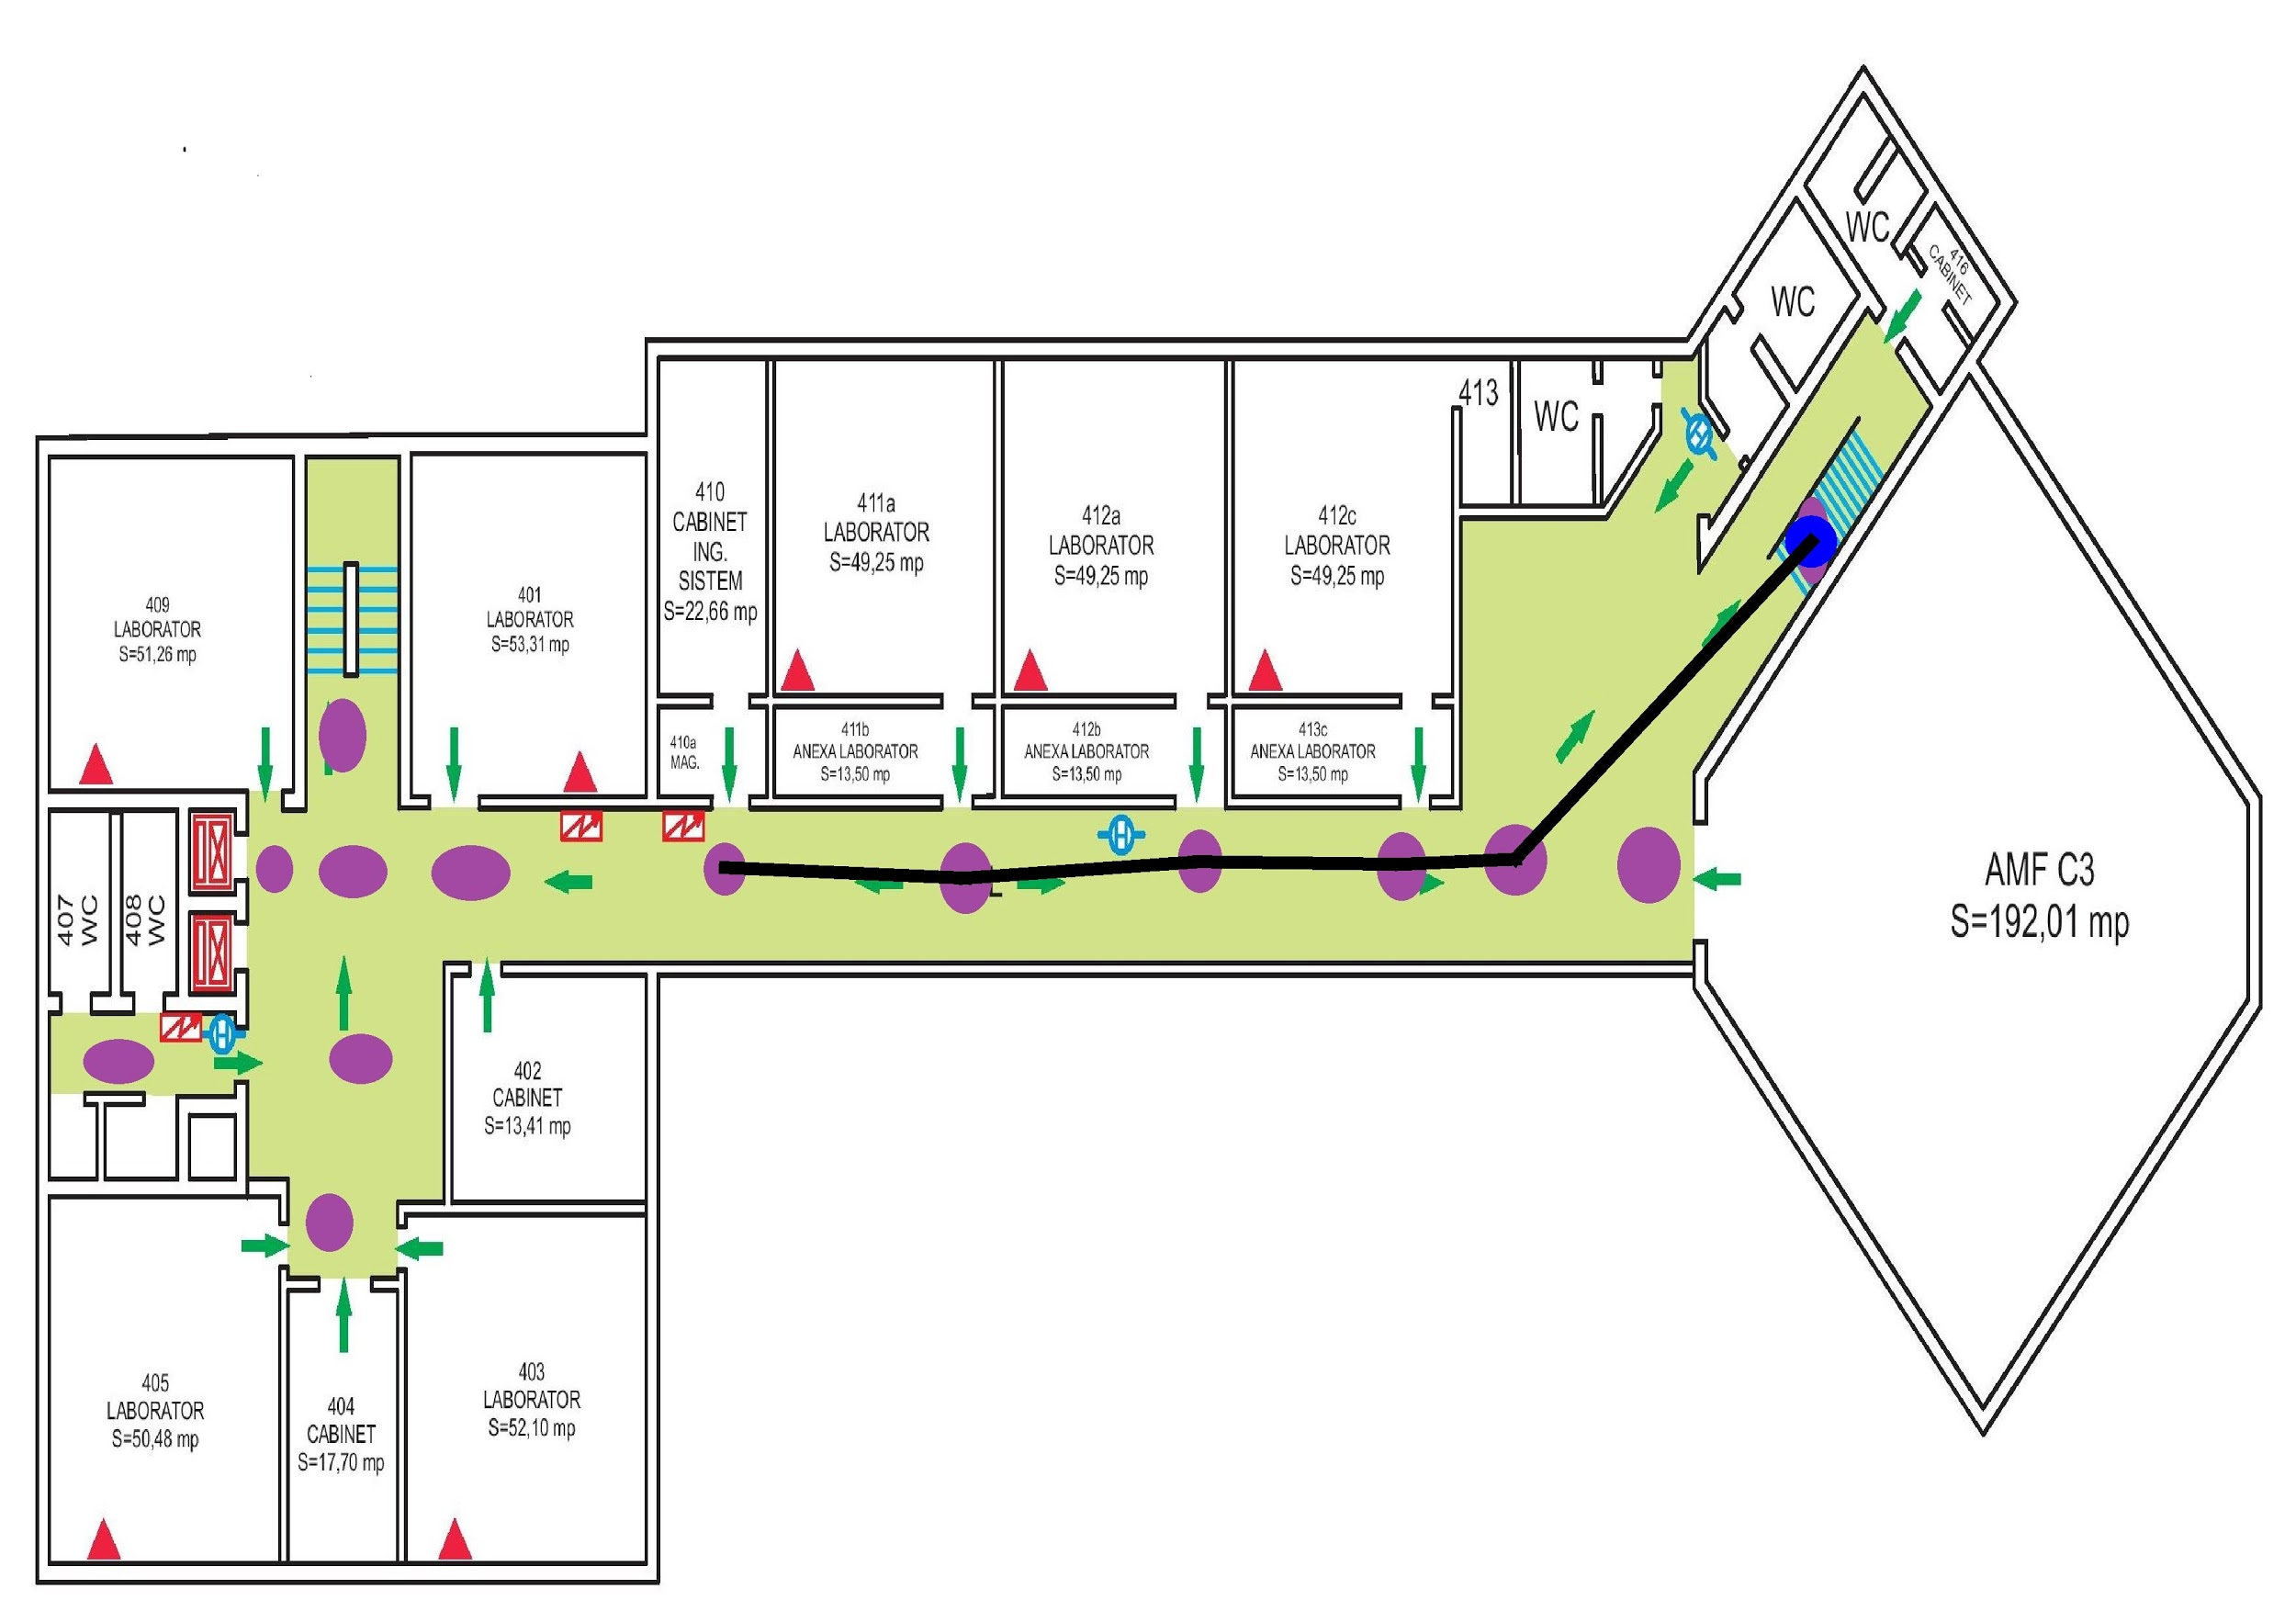 WC
416
CABINET
WC
413
WC
410
CABINET
ING.
SISTEM
S=22,66 mp
411a
LABORATOR
S=49,25 mp
412a
LABORATOR
S=49,25 mp
412c
LABORATOR
S=49,25 mp
409
LABORATOR
S=51,26 mp
401
LABORATOR
S=53,31 mp
410a
MAG.
411b
ANEXA LABORATOR
S=13,50 mp
412b
ANEXA LABORATOR
S=13,50 mp
413c
ANEXA LABORATOR
S=13,50 mp
H
H
407
WC
408
WC
AMF C3
S=192,01 mp
H
402
CABINET
S=13,41 mp
405
LABORATOR
S=50,48 mp
404
CABINET
S=17,70 mp
403
LABORATOR
S=52,10 mp